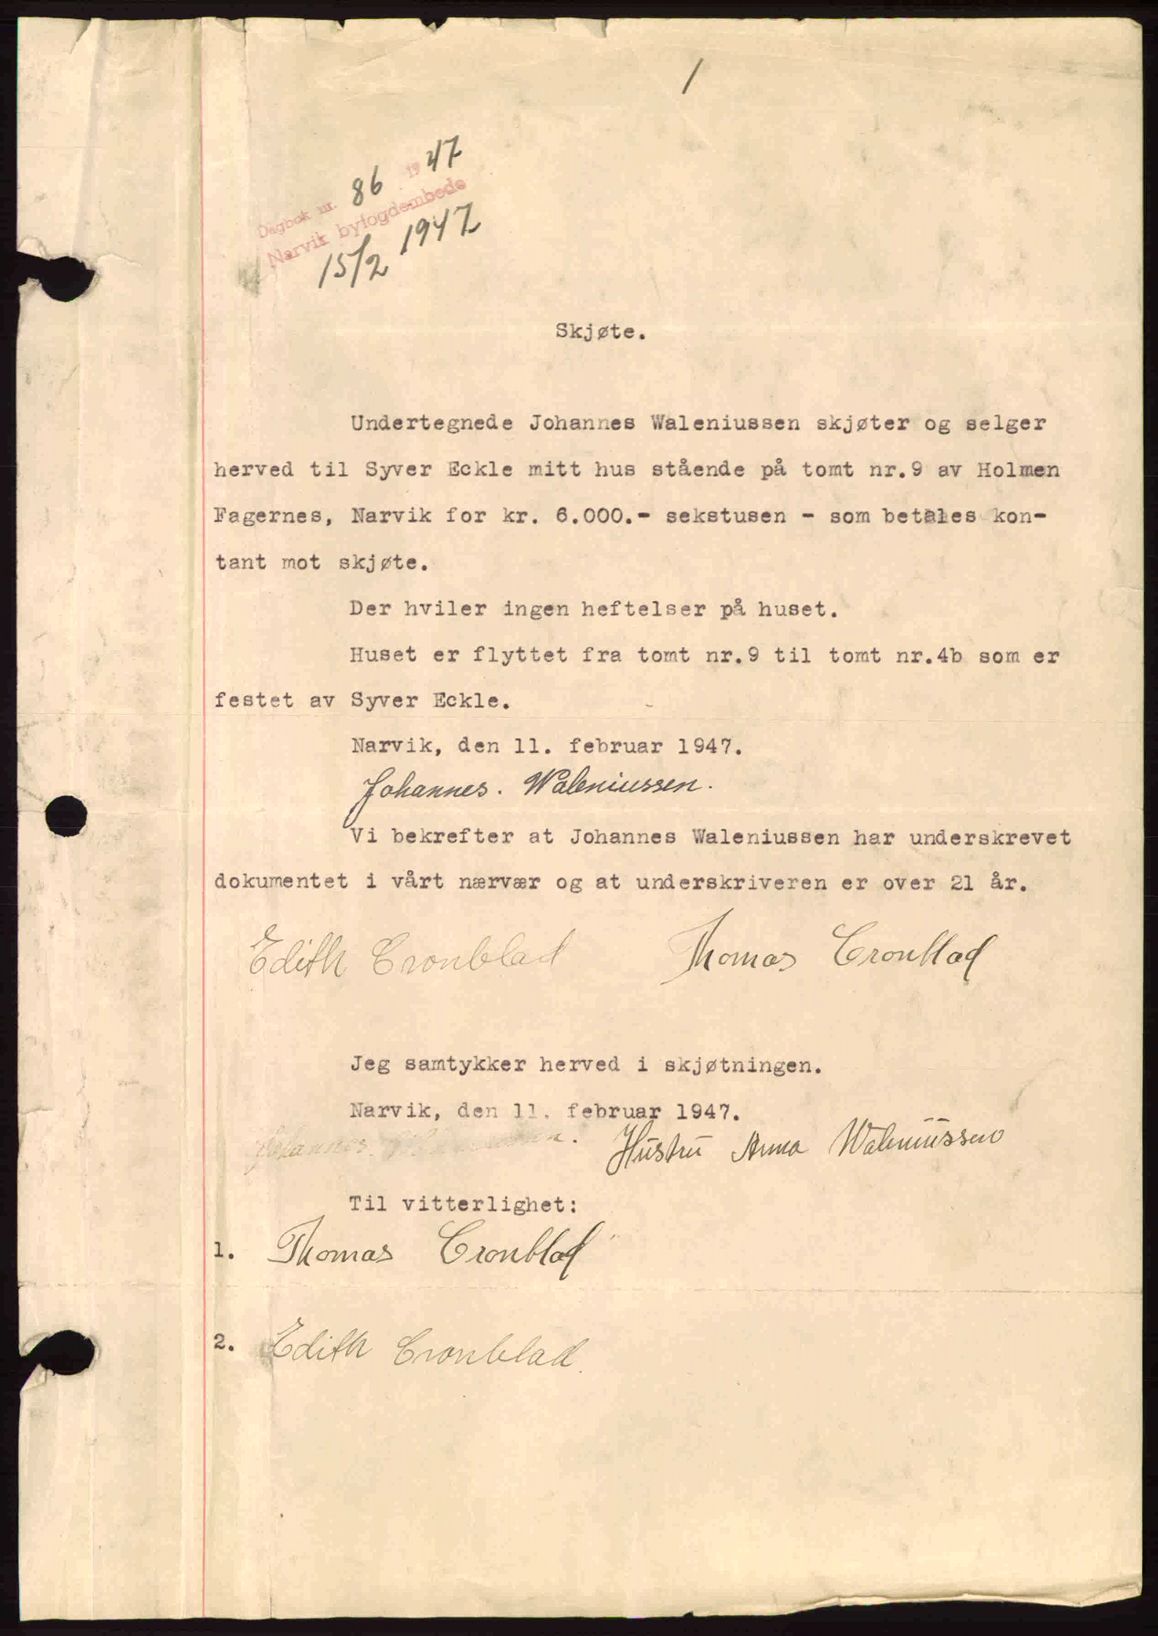 1
Dagbok nr. 86 1947
Narvik byfogdembede
15/2 1947
Skjøte.
Undertegnede Johannes Waleniussen skjøter og selger
herved til Syver Eckle mitt hus stående på tomt nr.9 av Holmen
Fagernes, Narvik for kr. 6.000.- sekstusen - som betales kon-
tant mot skjøte.
Der hviler ingen heftelser på huset.
Huset er flyttet fra tomt nr.9 til tomt nr.4b som er
festet av Syver Eckle.
Narvik, den 11. februar 1947.
Johannes. Waleniussen.
Vi bekrefter at Johannes Waleniussen har underskrevet
dokumentet i vårt nærvær og at underskriveren er over 21 år.
Edith Cronblad Thomas Cronblad
Jeg samtykker herved i skjøtningen.
Narvik, den 11. februar 1947.
Johannes. Hustru Anna Waleniussen
Til vitterlighet:
1. Thomas Cronblad
2. Edith Cronblad.